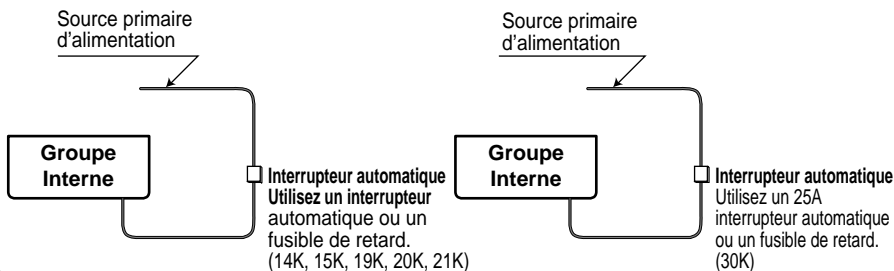 Source primaire
d'alimentation
Groupe
Interne
Interrupteur automatique
Utilisez un interrupteur
automatique ou un
fusible de retard.
(14K, 15K, 19K, 20K, 21K)
Source primaire
d'alimentation
Groupe
Interne
Interrupteur automatique
Utilisez un 25A
interrupteur automatique
ou un fusible de retard.
(30K)